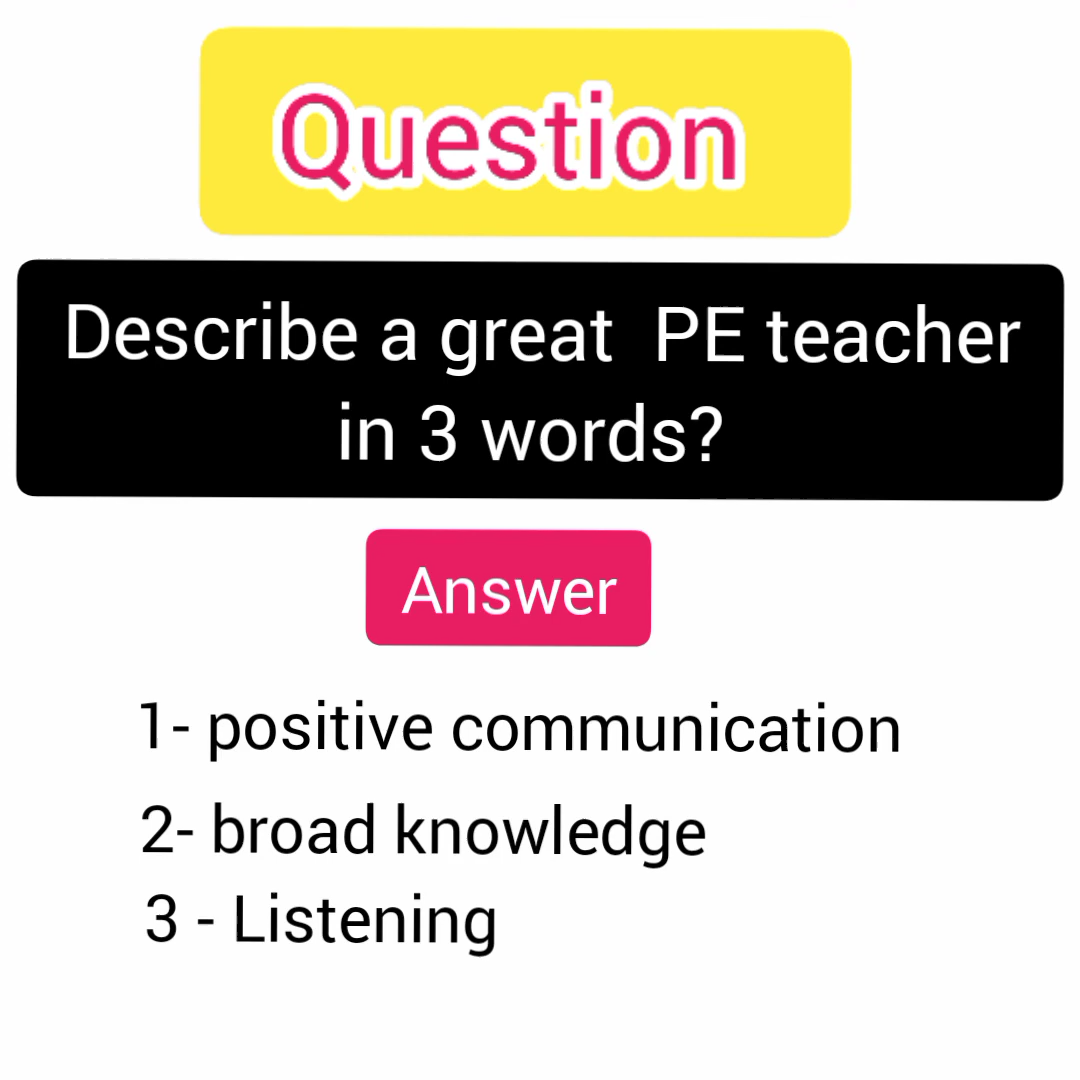 Question
Describe a great  PE teacher
in 3 words?
Answer
1- positive communication
2- broad knowledge
3 - Listening